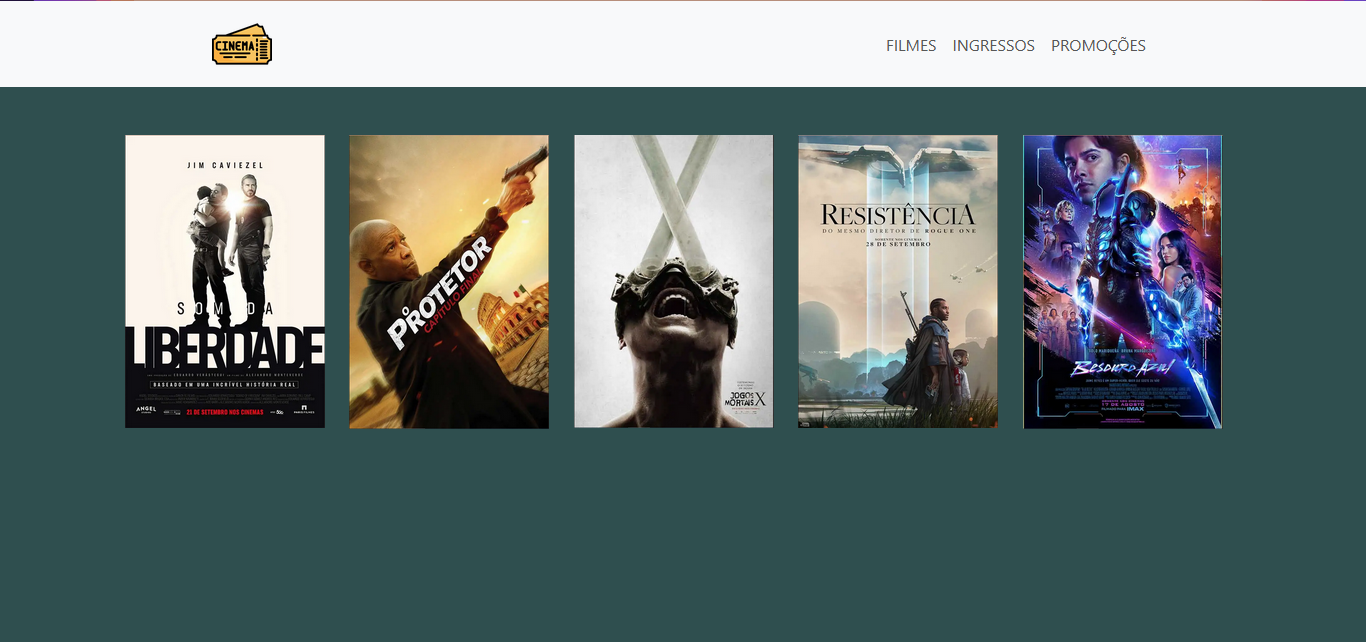 CINEMA
FILMES INGRESSOS PROMOÇÕES
JIM CAVIEZEL
SOM DA
LIBERDADE
BASEADO EM UMA INCRÍVEL HISTÓRIA REAL
ANGEL
21 DE SETEMBRO NOS CINEMAS
O PROTETOR
CAPÍTULO FINAL
JOGOS
MORTAIS X
RESISTÊNCIA
DO MESMO DIRETOR DE ROGUE ONE
SOMENTE NOS CINEMAS
28 DE SETEMBRO
BESOURO AZUL
17 DE AGOSTO
FILMADO PARA IMAX